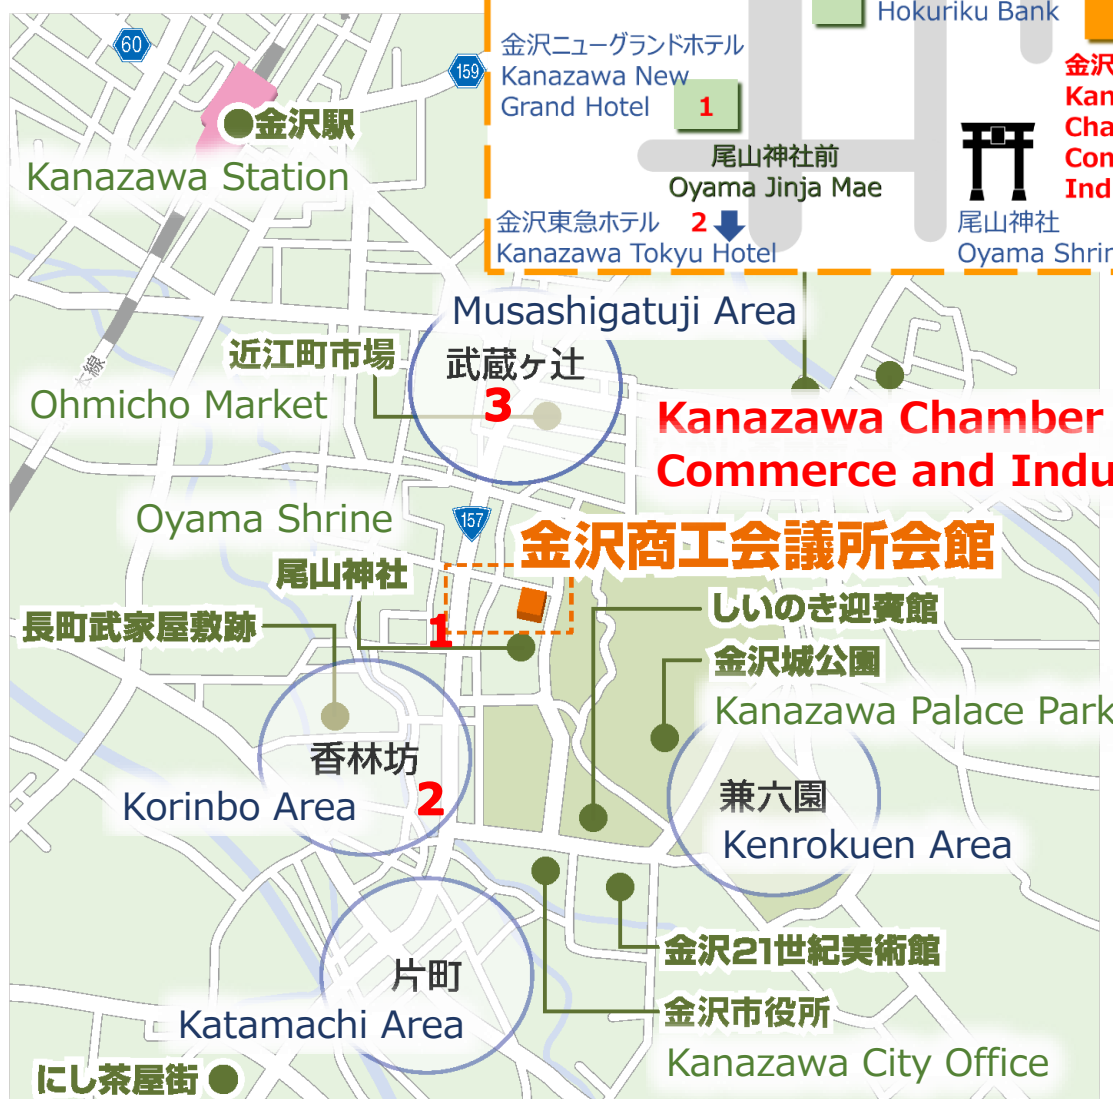 60
159
金沢駅
Kanazawa Station
Hokuriku Bank
金沢ニューグランドホテル
Kanazawa New
Grand Hotel
1
尾山神社前
Oyama Jinja Mae
金沢東急ホテル 2
Kanazawa Tokyu Hotel
尾山神社
Oyama Shrin
金沢
Kan
Cha
Com
Ind
Musashigatuji Area
近江町市場
武蔵ヶ辻
3
Ohmicho Market
Kanazawa Chamber
Commerce and Indu
Oyama Shrine
157
金沢商工会議所会館
尾山神社
長町武家屋敷跡
1
しいのき迎賓館
金沢城公園
Kanazawa Palace Park
香林坊
Korinbo Area
2
兼六園
Kenrokuen Area
片町
Katamachi Area
金沢21世紀美術館
金沢市役所
Kanazawa City Office
にし茶屋街